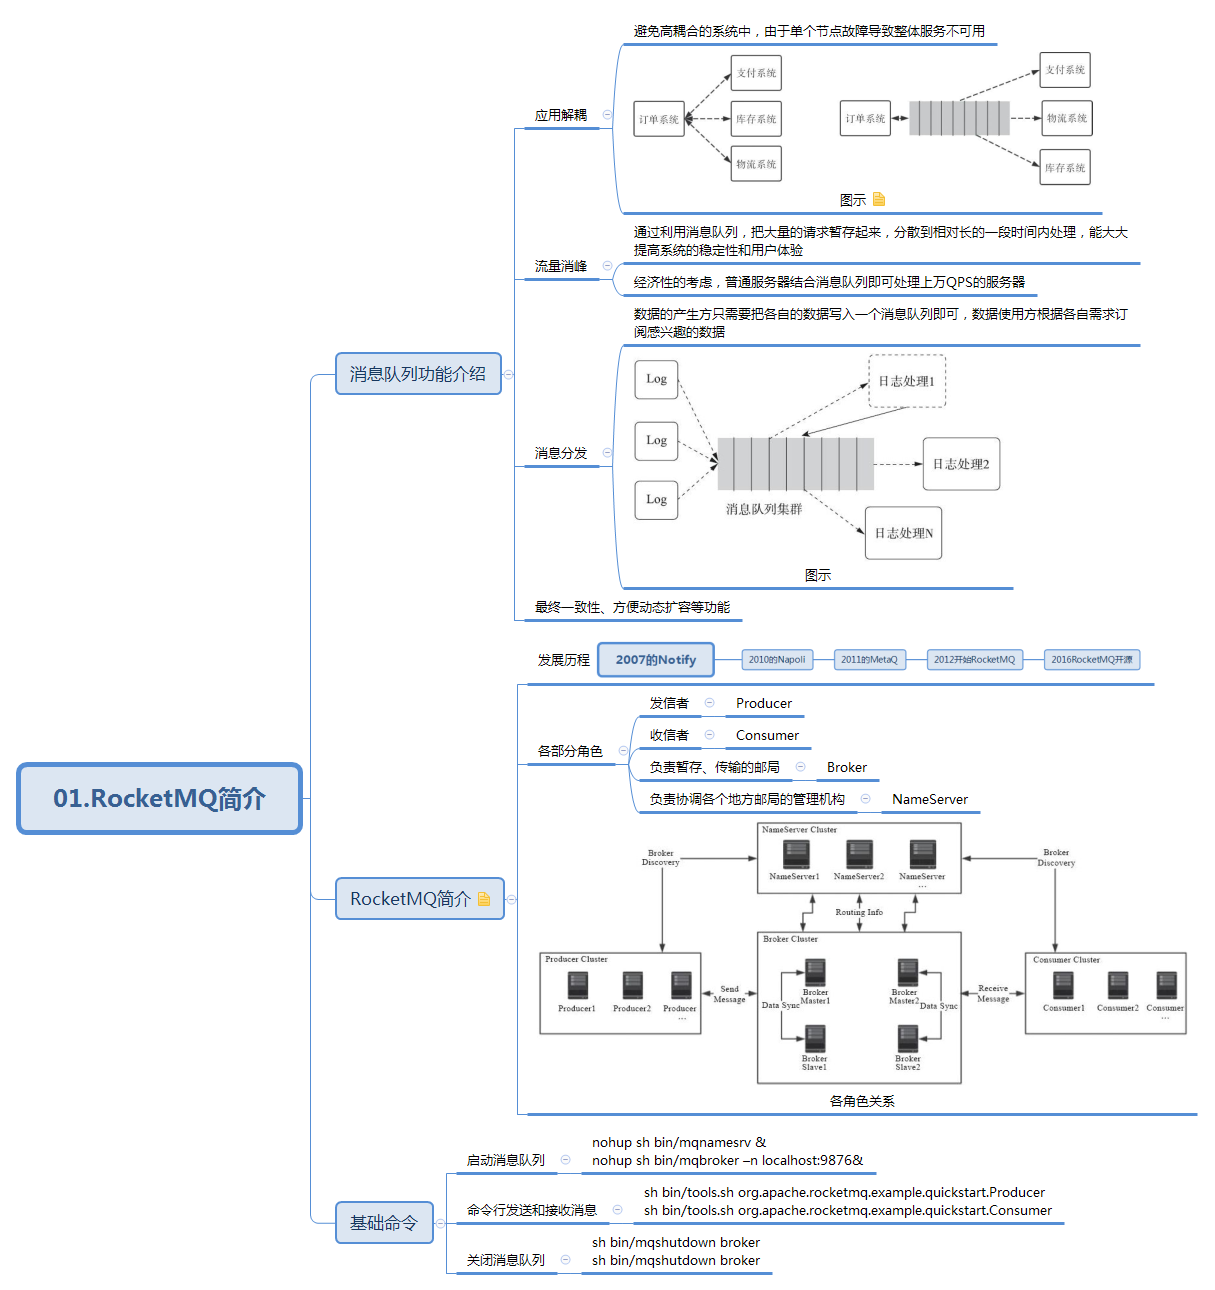 01.RocketMQ简介
消息队列功能介绍
应用解耦
避免高耦合的系统中，由于单个节点故障导致整体服务不可用
订单系统
支付系统
库存系统
物流系统
订单系统
支付系统
物流系统
库存系统
图示
流量消峰
通过利用消息队列，把大量的请求暂存起来，分散到相对长的一段时间内处理，能大大
提高系统的稳定性和用户体验
经济性的考虑，普通服务器结合消息队列即可处理上万QPS的服务器
消息分发
数据的产生方只需要把各自的数据写入一个消息队列即可，数据使用方根据各自需求订
阅感兴趣的数据
Log
Log
Log
消息队列集群
日志处理1
日志处理2
日志处理N
图示
最终一致性、方便动态扩容等功能
RocketMQ简介
发展历程
2007的Notify
2010的Napoli
2011的MetaQ
2012开始RocketMQ
2016RocketMQ开源
各部分角色
发信者
Producer
收信者
Consumer
负责暂存、传输的邮局
Broker
负责协调各个地方邮局的管理机构
NameServer
NameServer Cluster
NameServer1
NameServer2
NameServer
...
Broker
Discovery
Broker
Discovery
Routing Info
Producer Cluster
Producer1
Producer2
Producer
...
Send
Message
Broker Cluster
Broker
Master1
Broker
Master2
Data Sync
Data Sync
Broker
Slave1
Broker
Slave2
Receive
Message
Consumer Cluster
Consumer1
Consumer2
Consumer
...
各角色关系
基础命令
启动消息队列
nohup sh bin/mqnamesrv &
nohup sh bin/mqbroker –n localhost:9876&
命令行发送和接收消息
sh bin/tools.sh org.apache.rocketmq.example.quickstart.Producer
sh bin/tools.sh org.apache.rocketmq.example.quickstart.Consumer
关闭消息队列
sh bin/mqshutdown broker
sh bin/mqshutdown broker